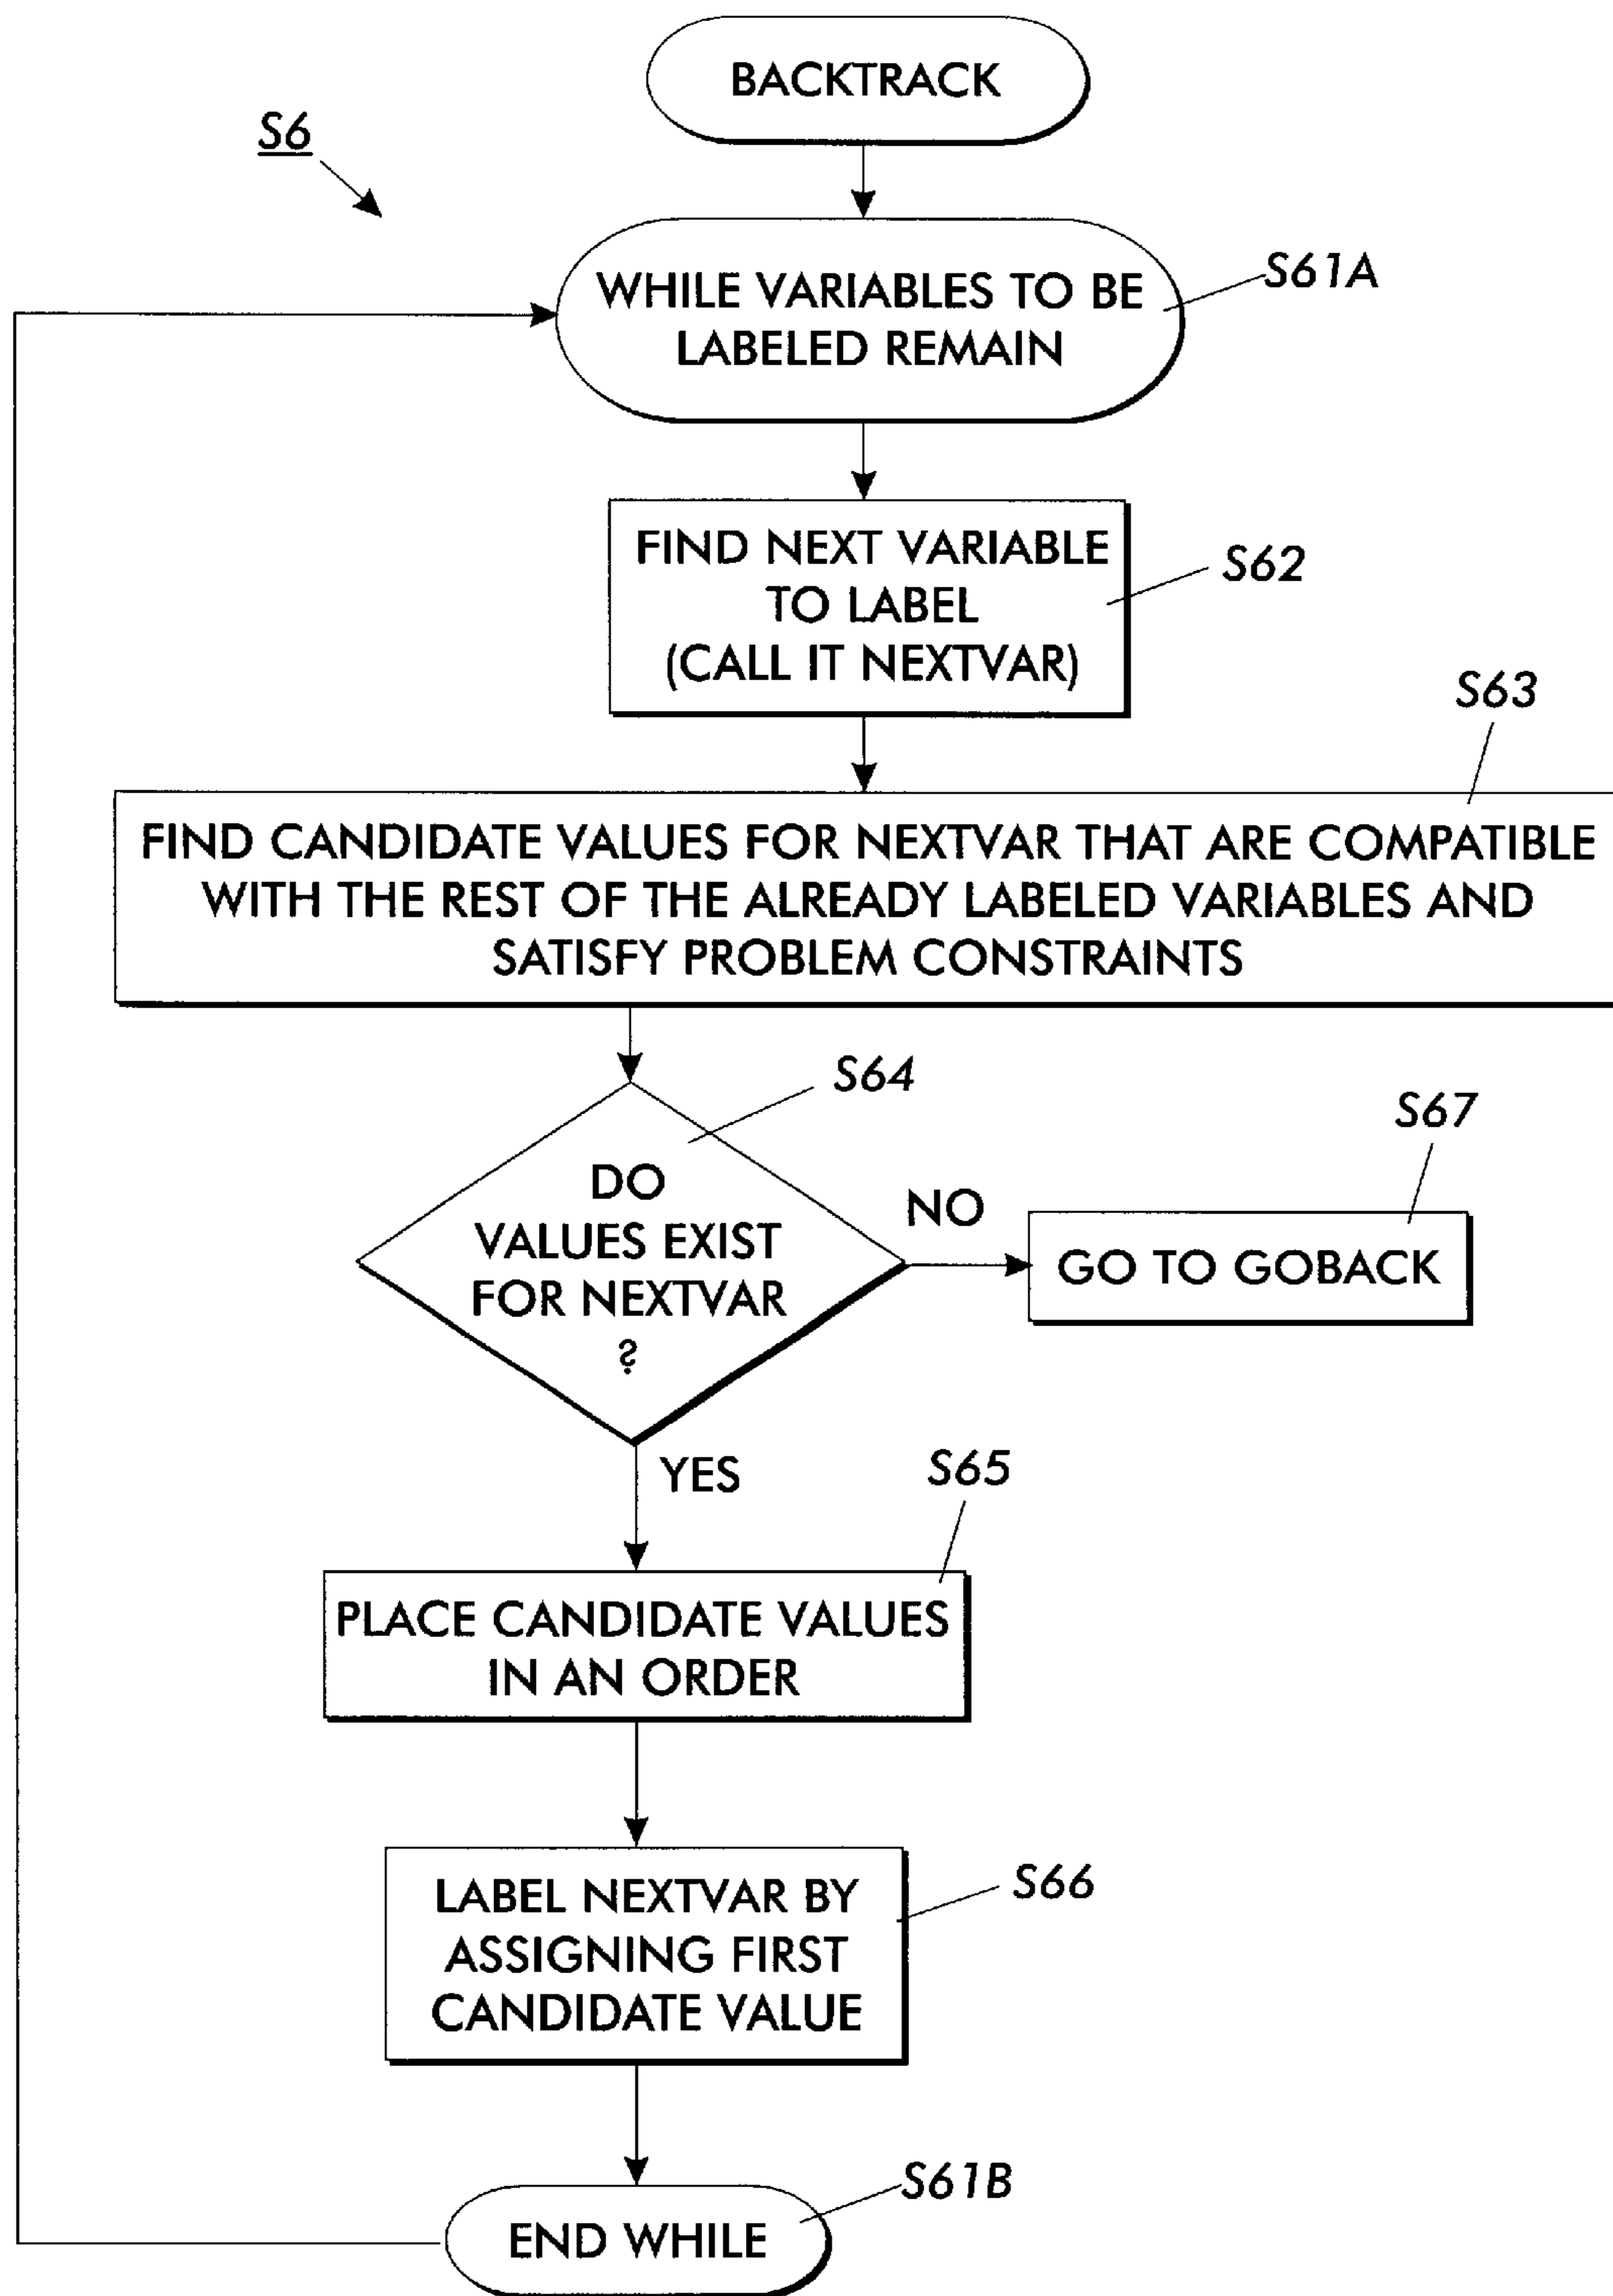 BACKTRACK
S6
WHILE VARIABLES TO BE
LABELED REMAIN
S61A
FIND NEXT VARIABLE
TO LABEL
(CALL IT NEXTVAR)
S62
S63
FIND CANDIDATE VALUES FOR NEXTVAR THAT ARE COMPATIBLE
WITH THE REST OF THE ALREADY LABELED VARIABLES AND
SATISFY PROBLEM CONSTRAINTS
S64
DO
VALUES EXIST
FOR NEXTVAR
?
NO
S67
GO TO GOBACK
YES
S65
PLACE CANDIDATE VALUES
IN AN ORDER
LABEL NEXTVAR BY
ASSIGNING FIRST
CANDIDATE VALUE
S66
S61B
END WHILE